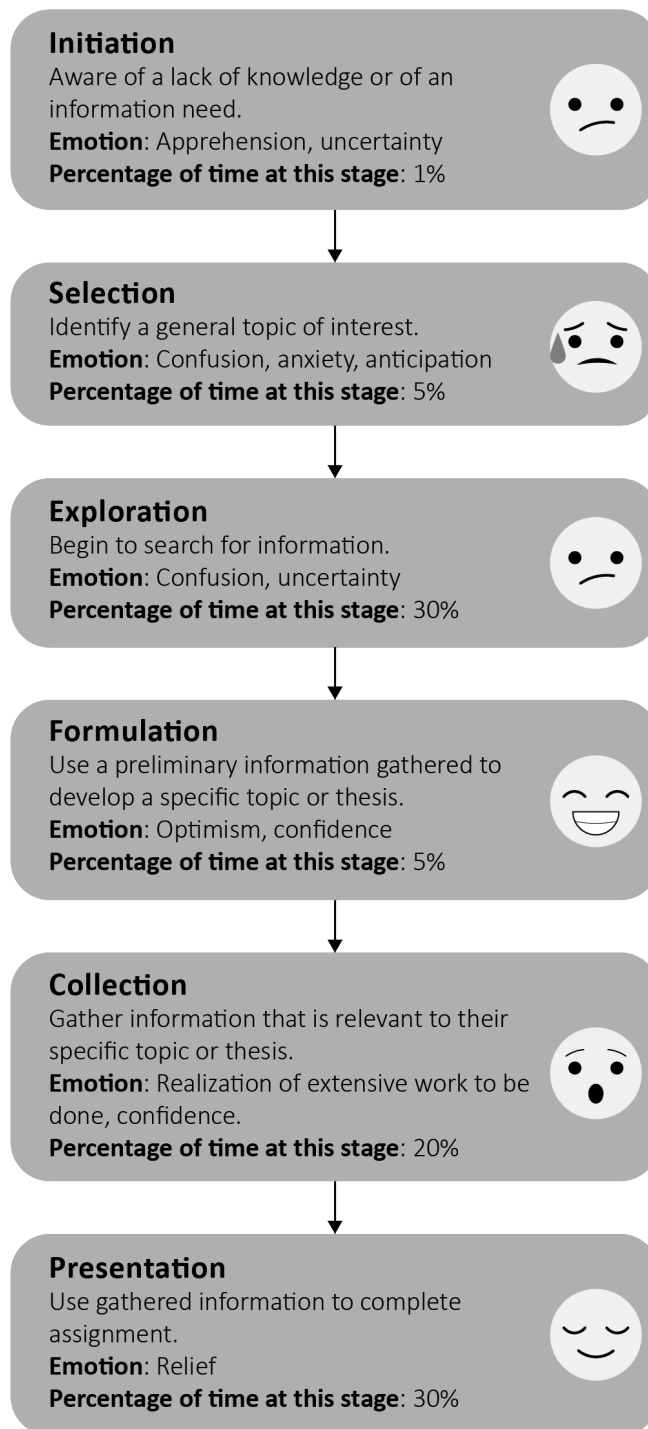 Initiation
Aware of a lack of knowledge or of an
information need.
Emotion: Apprehension, uncertainty
Percentage of time at this stage: 1%
Selection
Identify a general topic of interest.
Emotion: Confusion, anxiety, anticipation
Percentage of time at this stage: 5%
Exploration
Begin to search for information.
Emotion: Confusion, uncertainty
Percentage of time at this stage: 30%
Formulation
Use a preliminary information gathered to
develop a specific topic or thesis.
Emotion: Optimism, confidence
Percentage of time at this stage: 5%
Collection
Gather information that is relevant to their
specific topic or thesis.
Emotion: Realization of extensive work to be
done, confidence.
Percentage of time at this stage: 20%
Presentation
Use gathered information to complete
assignment.
Emotion: Relief
Percentage of time at this stage: 30%